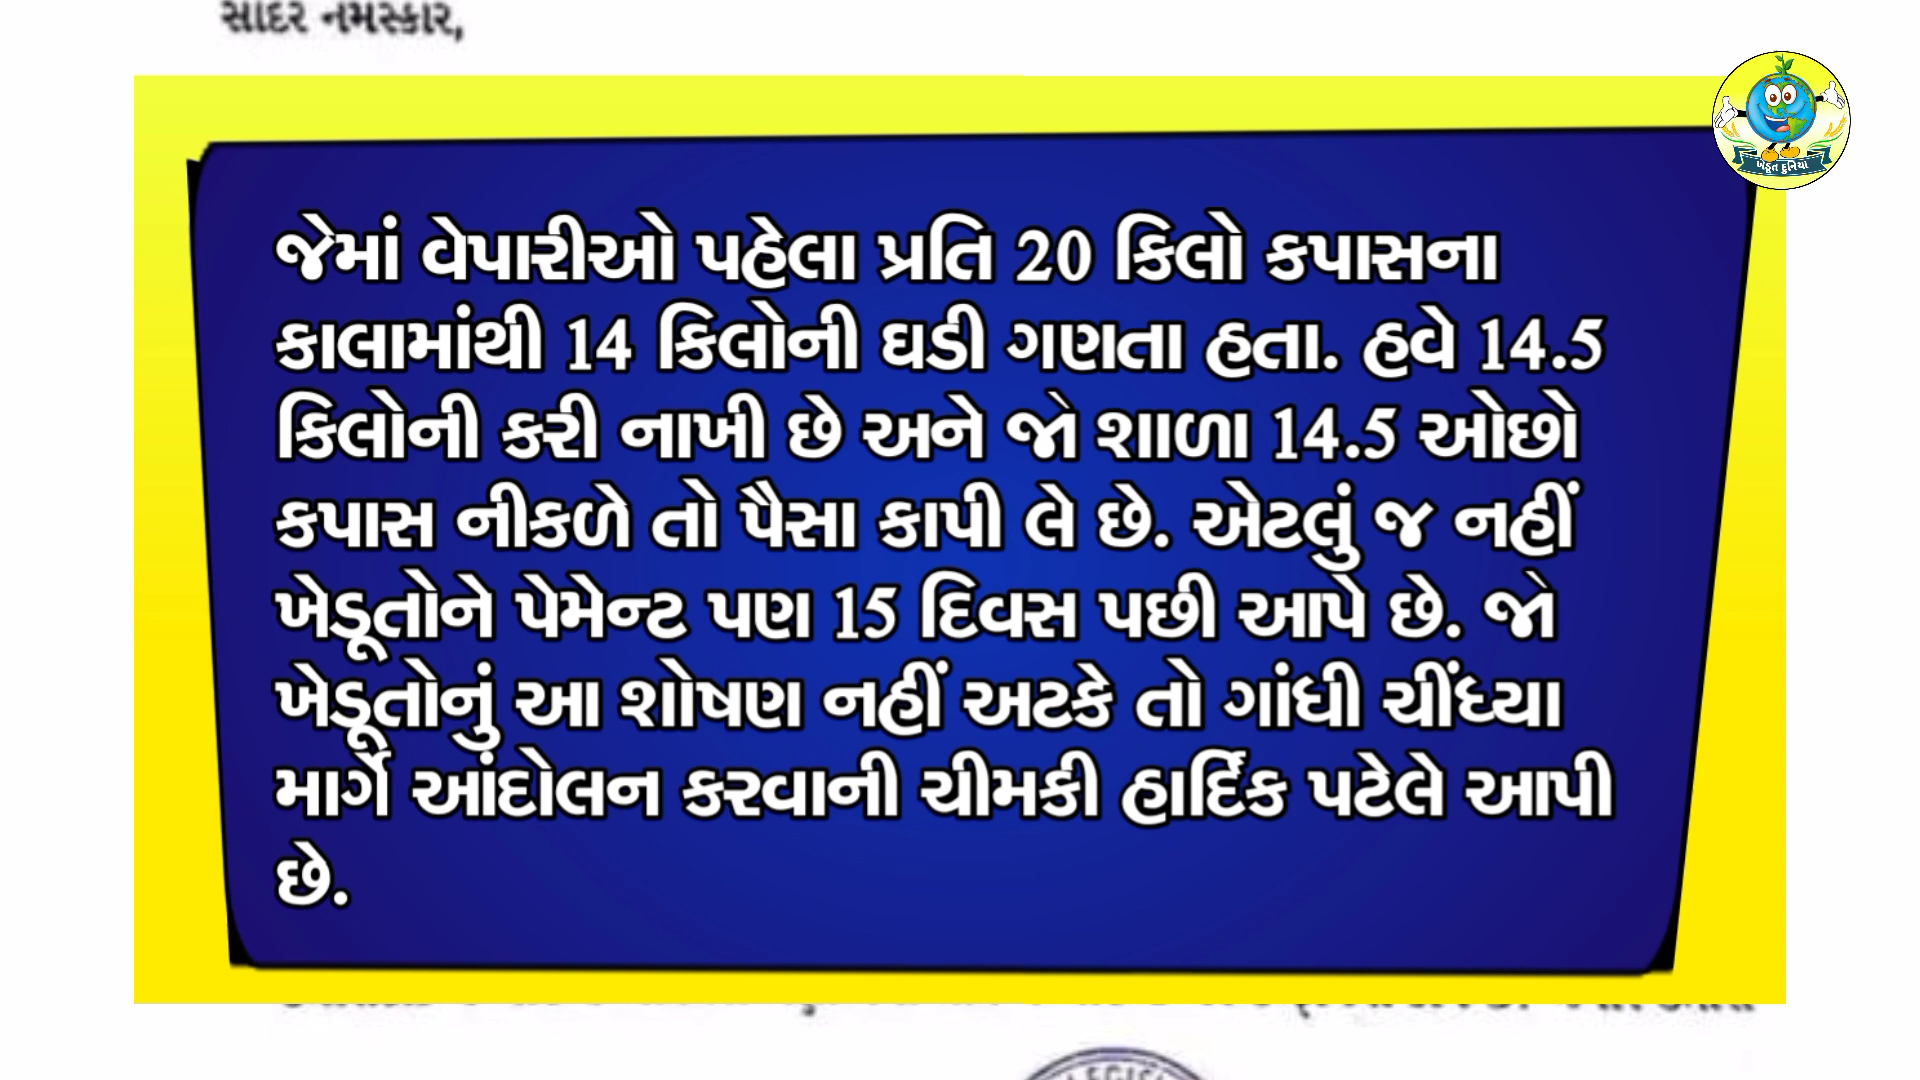 સાદર નમસ્કાર,
ખેડૂત દુનિયા
જેમાં વેપારીઓ પહેલા પ્રતિ 20 કિલો કપાસના
કાલામાંથી 14 કિલોની ઘડી ગણતા હતા. હવે 14.5
કિલોની કરી નાખી છે અને જો શાળા 14.5 ઓછો
કપાસ નીકળે તો પૈસા કાપી લે છે. એટલું જ નહીં
ખેડૂતોને પેમેન્ટ પણ 15 દિવસ પછી આપે છે. જો
ખેડૂતોનું આ શોષણ નહીં અટકે તો ગાંધી ચીંધ્યા
માર્ગે આંદોલન કરવાની ચીમકી હાર્દિક પટેલે આપી
છે.